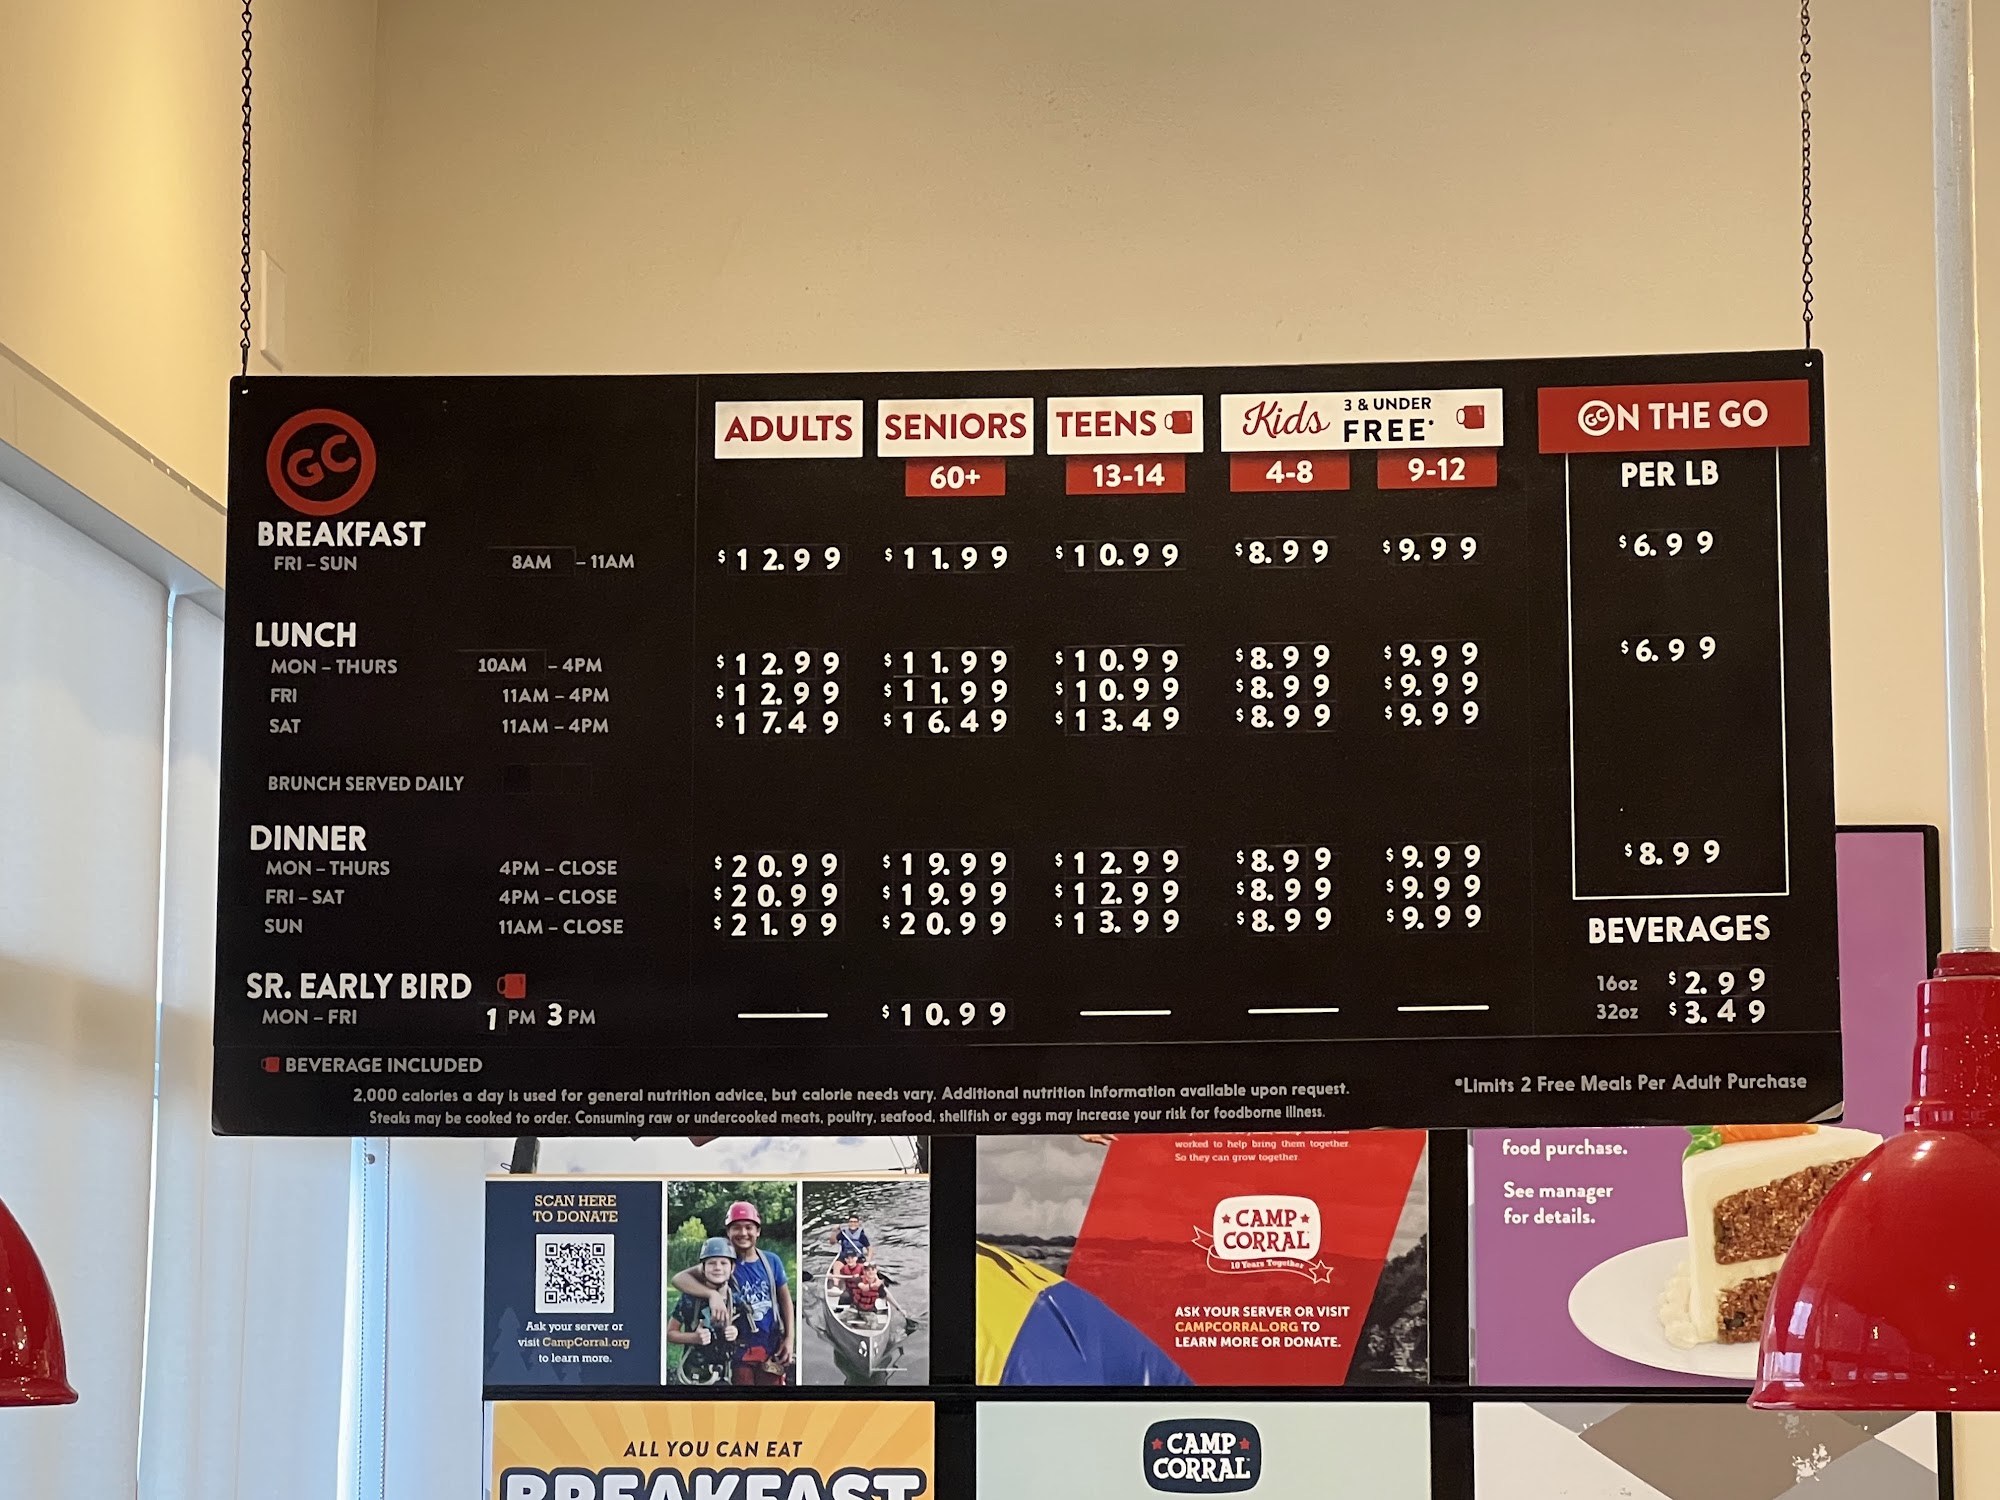 GC
ADULTS SENIORS TEENS Kids 3 & UNDER FREE* GC ON THE GO
60+ 13-14 4-8 9-12 PER LB
BREAKFAST
FRI – SUN 8AM – 11AM $12.99 $11.99 $10.99 $8.99 $9.99 $6.99
LUNCH
MON – THURS 10AM – 4PM $12.99 $11.99 $10.99 $8.99 $9.99 $6.99
FRI 11AM – 4PM $12.99 $11.99 $10.99 $8.99 $9.99
SAT 11AM – 4PM $17.49 $16.49 $13.49 $8.99 $9.99
BRUNCH SERVED DAILY
DINNER
MON – THURS 4PM – CLOSE $20.99 $19.99 $12.99 $8.99 $9.99 $8.99
FRI – SAT 4PM – CLOSE $20.99 $19.99 $12.99 $8.99 $9.99
SUN 11AM – CLOSE $21.99 $20.99 $13.99 $8.99 $9.99
BEVERAGES
16oz $2.99
32oz $3.49
SR. EARLY BIRD
MON – FRI 1 PM 3 PM $10.99
BEVERAGE INCLUDED
2,000 calories a day is used for general nutrition advice, but calorie needs vary. Additional nutrition information available upon request.
Steaks may be cooked to order. Consuming raw or undercooked meats, poultry, seafood, shellfish or eggs may increase your risk for foodborne illness.
*Limits 2 Free Meals Per Adult Purchase
SCAN HERE
TO DONATE
Ask your server or
visit CampCorral.org
to learn more.
worked to help bring them together
So they can grow together.
CAMP
CORRAL
10 Years Together
ASK YOUR SERVER OR VISIT
CAMPCORRAL.ORG TO
LEARN MORE OR DONATE.
food purchase.
See manager
for details.
ALL YOU CAN EAT
BREAKFAST
CAMP
CORRAL